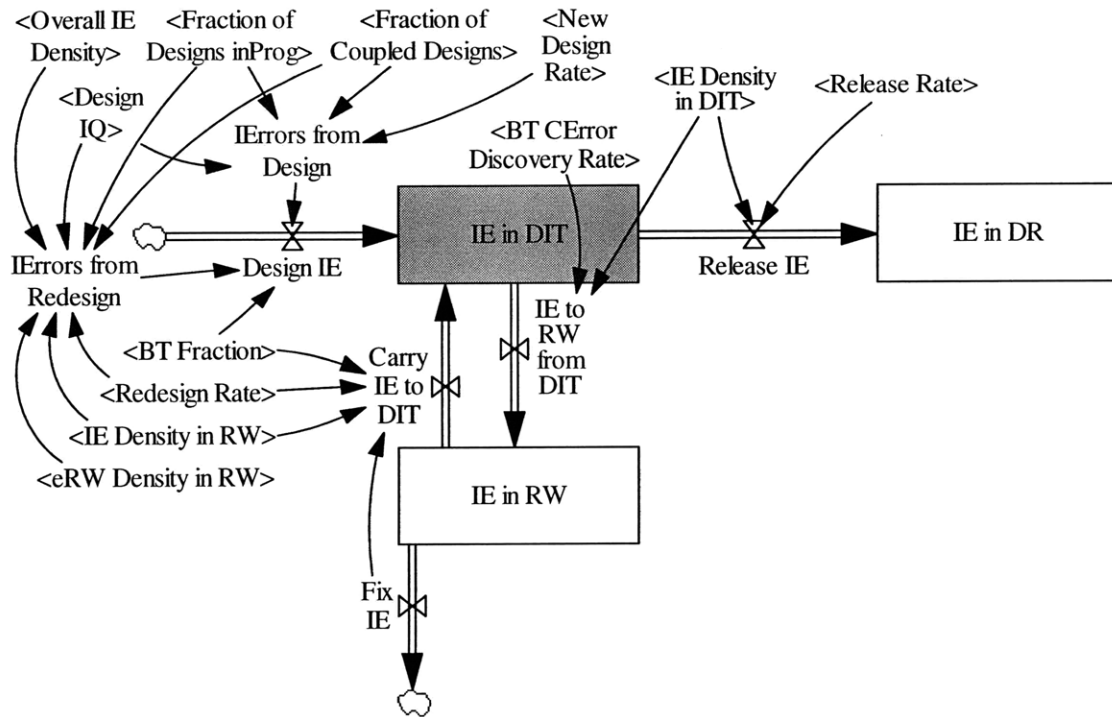 <Overall IE
Density>
<Fraction of
Designs inProg>
<Fraction of
Coupled Designs>
<New
Design
Rate>
<Design
IQ>
IErrors from
Design
<BT CError
Discovery Rate>
<IE Density
in DIT>
<Release Rate>
IErrors from
Redesign
Design IE
IE in DIT
Release IE
IE in DR
<BT Fraction>
<Redesign Rate>
<IE Density in RW>
<eRW Density in RW>
Carry
IE to
DIT
IE to
RW
from
DIT
IE in RW
Fix
IE